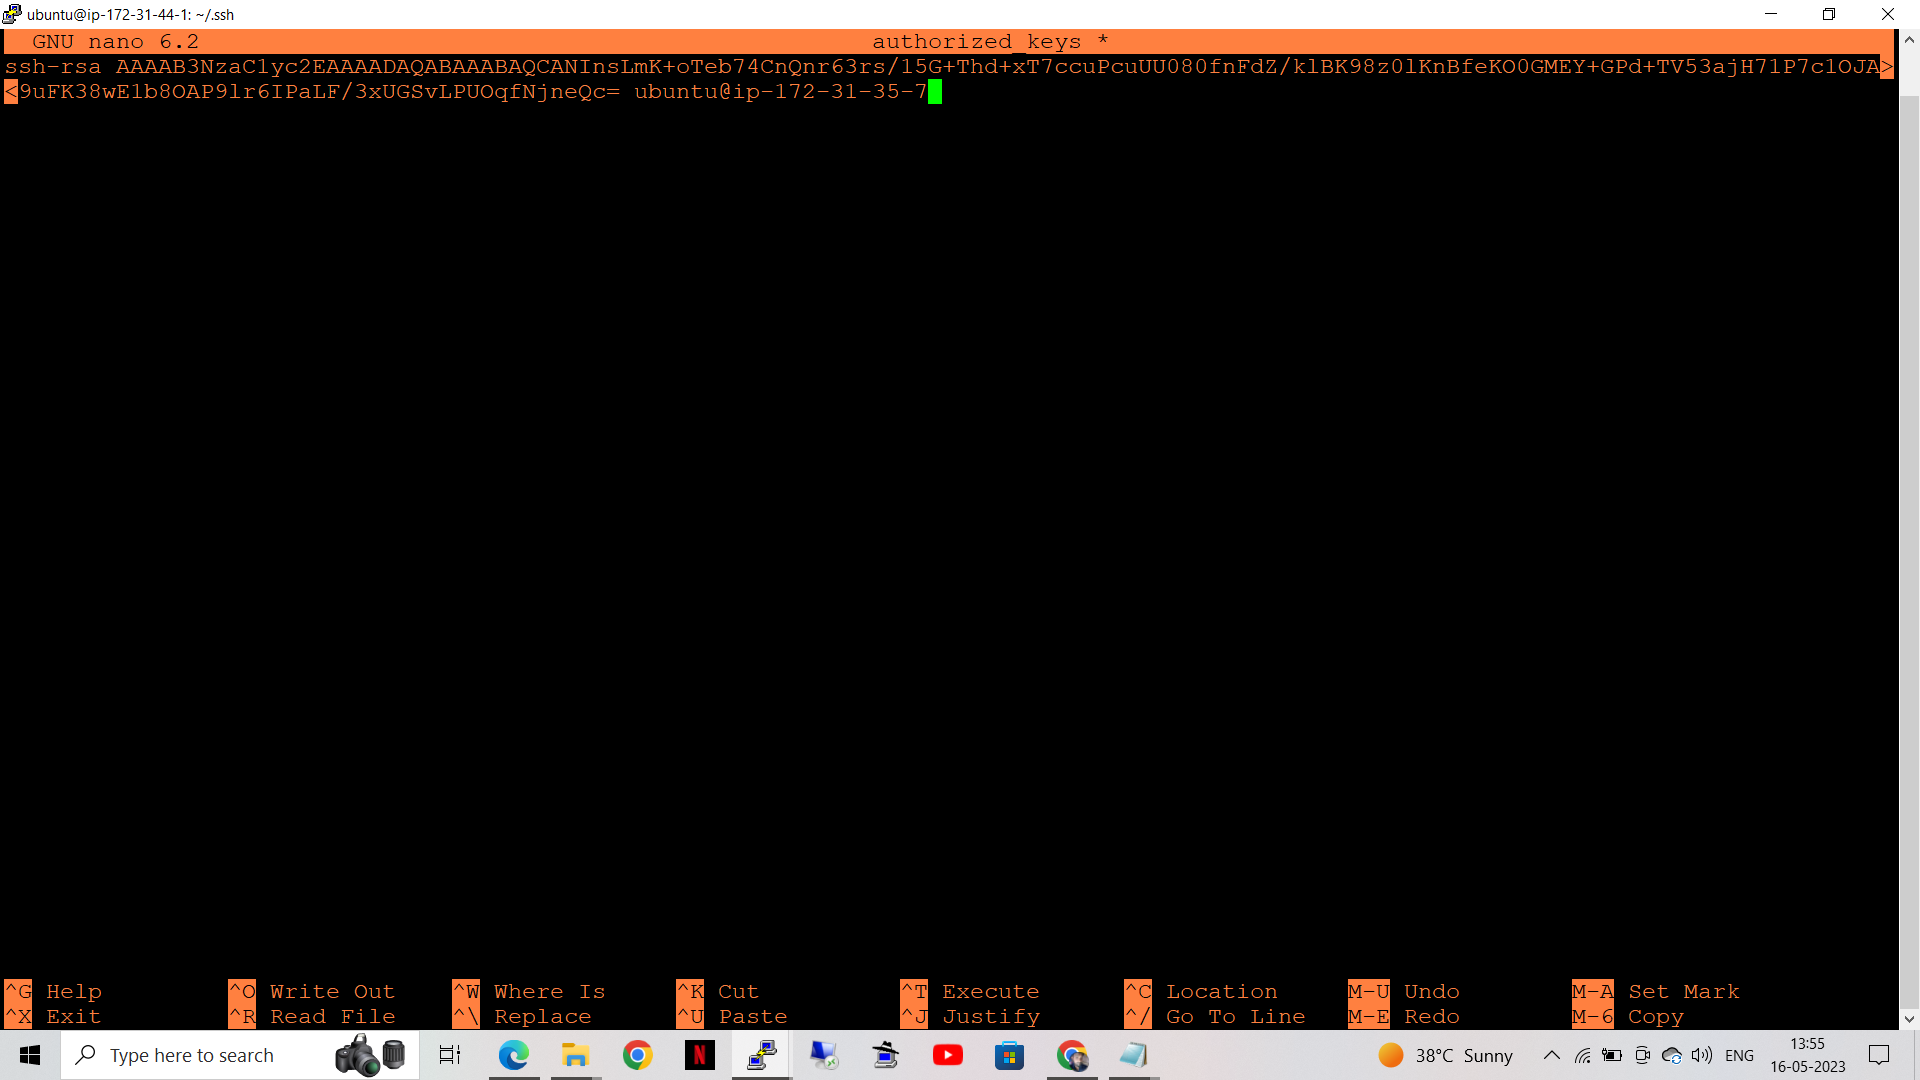 ubuntu@ip-172-31-44-1: ~/.ssh
GNU nano 6.2 authorized_keys *
ssh-rsa AAAAB3NzaC1yc2EAAAADAQABAAABAQCANInsLmK+oTeb74CnQnr63rs/15G+Thd+xT7ccuPcuUU080fnFdZ/klBK98z0lKnBfeKO0GMEY+GPd+TV53ajH71P7c1OJA>
<9uFK38wE1b8OAP9lr6IPaLF/3xUGSvLPUOqfNjneQc= ubuntu@ip-172-31-35-7
^G Help ^O Write Out ^W Where Is ^K Cut ^T Execute ^C Location M-U Undo M-A Set Mark
^X Exit ^R Read File ^\ Replace ^U Paste ^J Justify ^/ Go To Line M-E Redo M-6 Copy
Type here to search
38°C Sunny
ENG
13:55
16-05-2023